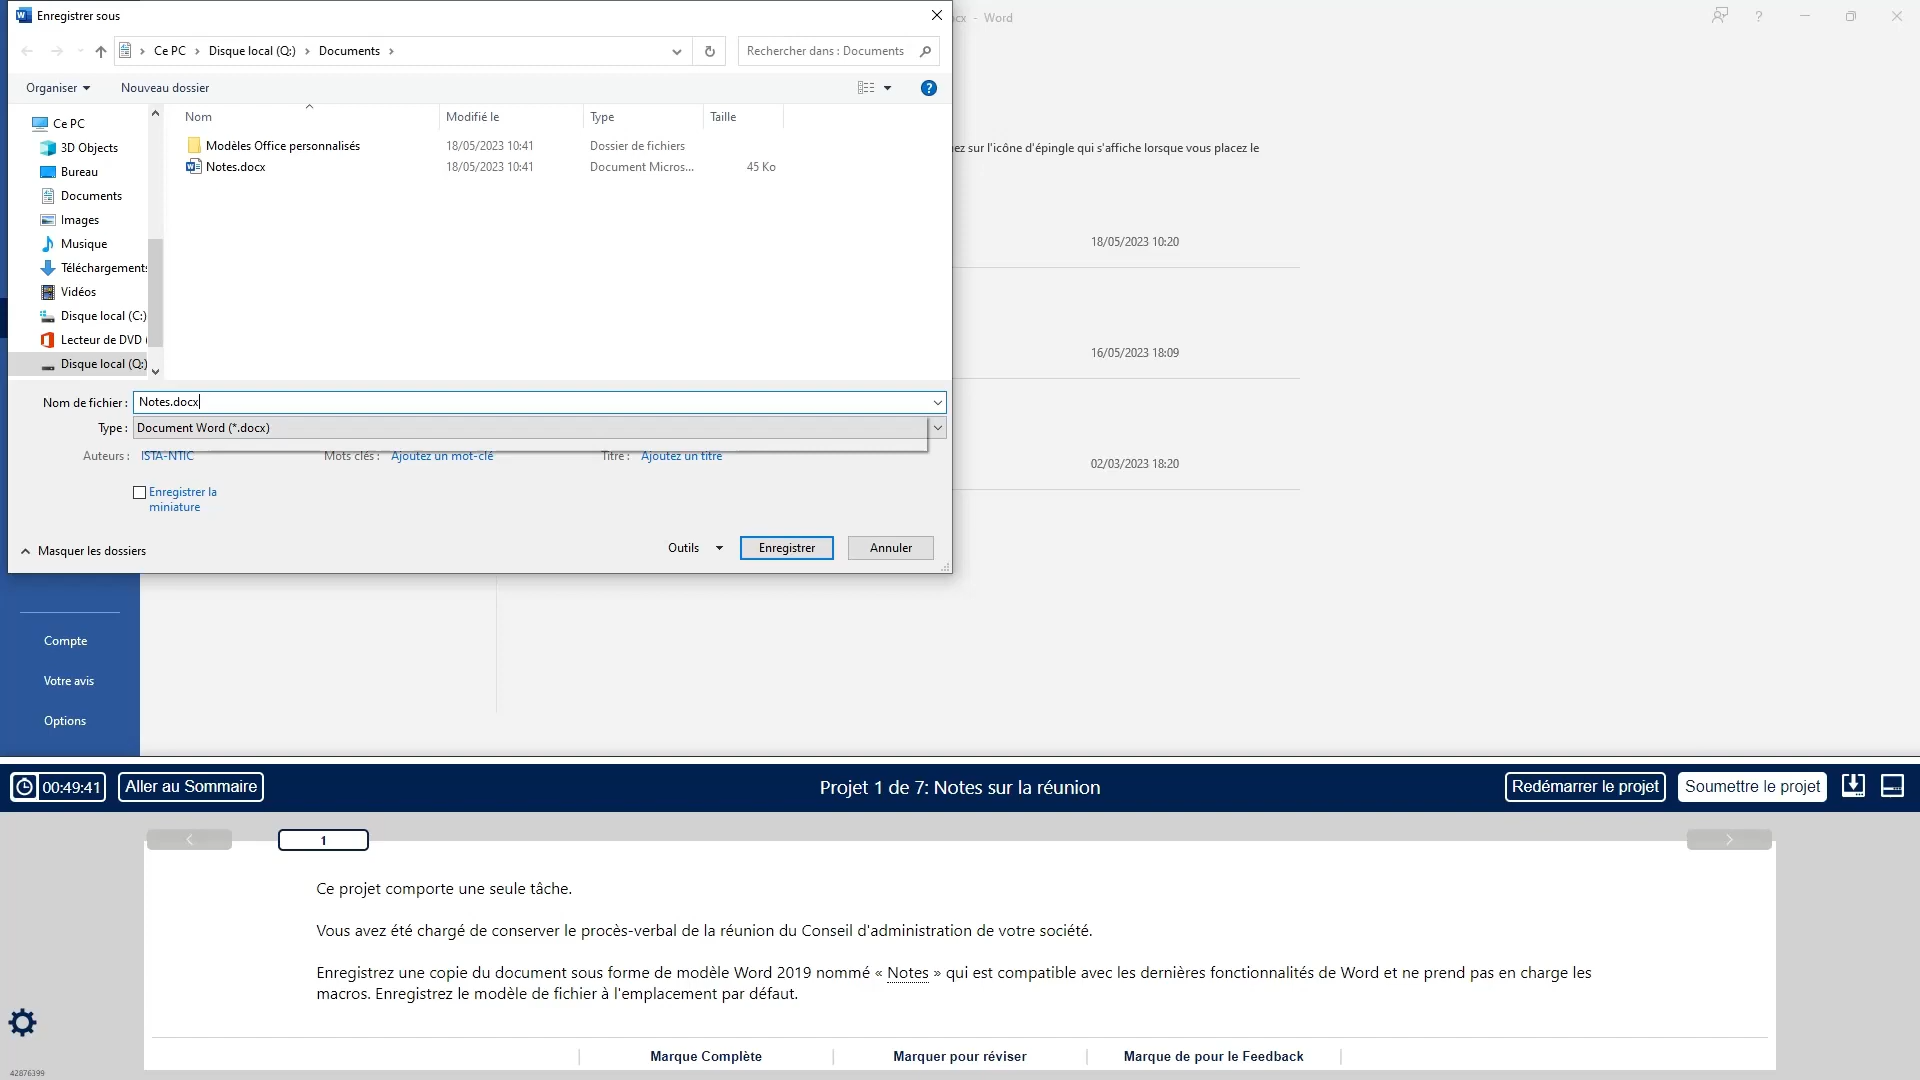 Enregistrer sous
cx - Word
?
Ce PC > Disque local (Q:) > Documents >
Rechercher dans : Documents
Organiser
Nouveau dossier
?
Ce PC
3D Objects
Bureau
Documents
Images
Musique
Téléchargements
Vidéos
Disque local (C:)
Lecteur de DVD (
Disque local (Q:)
Nom Modifié le Type Taille
Modèles Office personnalisés 18/05/2023 10:41 Dossier de fichiers
Notes.docx 18/05/2023 10:41 Document Micros... 45 Ko
ez sur l'icône d'épingle qui s'affiche lorsque vous placez le
18/05/2023 10:20
16/05/2023 18:09
02/03/2023 18:20
Nom de fichier : Notes.docx
Type : Document Word (*.docx)
Auteurs : ISTA-NTIC Mots clés : Ajoutez un mot-clé Titre : Ajoutez un titre
Enregistrer la
miniature
Masquer les dossiers
Outils
Enregistrer
Annuler
Compte
Votre avis
Options
00:49:41
Aller au Sommaire
Projet 1 de 7: Notes sur la réunion
Redémarrer le projet
Soumettre le projet
1
Ce projet comporte une seule tâche.
Vous avez été chargé de conserver le procès-verbal de la réunion du Conseil d'administration de votre société.
Enregistrez une copie du document sous forme de modèle Word 2019 nommé « Notes » qui est compatible avec les dernières fonctionnalités de Word et ne prend pas en charge les
macros. Enregistrez le modèle de fichier à l'emplacement par défaut.
Marque Complète
Marquer pour réviser
Marque de pour le Feedback
42876399